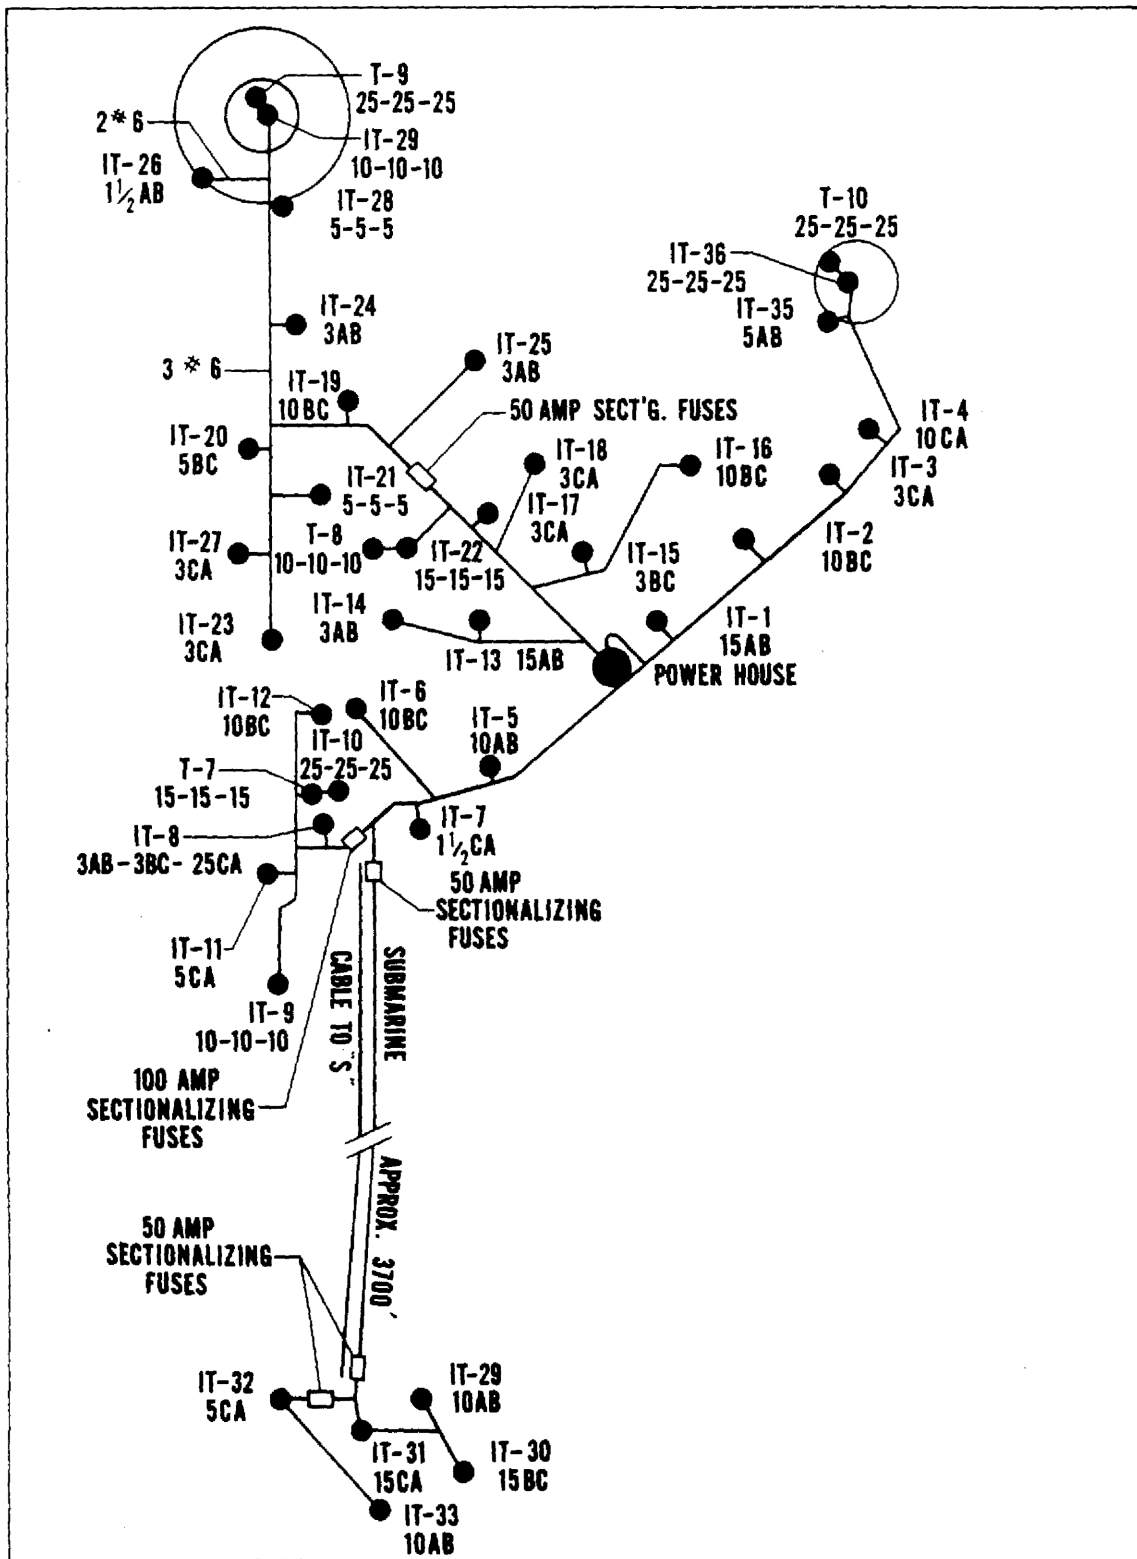 T-9
25-25-25
2#6
IT-29
10-10-10
IT-26
1½AB
IT-28
5-5-5
T-10
25-25-25
IT-36
25-25-25
IT-35
5AB
IT-24
3AB
IT-25
3AB
3#6
IT-19
10BC
50 AMP SECT'G. FUSES
IT-4
10CA
IT-20
5BC
IT-18
3CA
IT-16
10BC
IT-3
3CA
IT-21
5-5-5
IT-17
3CA
IT-2
10BC
IT-27
3CA
T-8
10-10-10
IT-22
15-15-15
IT-15
3BC
IT-14
3AB
IT-1
15AB
IT-23
3CA
IT-13 15AB
POWER HOUSE
IT-12
10BC
IT-6
10BC
IT-5
10AB
IT-10
25-25-25
T-7
15-15-15
IT-7
1½CA
IT-8
3AB-3BC-25CA
50 AMP
SECTIONALIZING
FUSES
IT-11
5CA
IT-9
10-10-10
SUBMARINE
CABLE TO "S"
100 AMP
SECTIONALIZING
FUSES
APPROX. 3700'
50 AMP
SECTIONALIZING
FUSES
IT-32
5CA
IT-29
10AB
IT-31
15CA
IT-30
15BC
IT-33
10AB